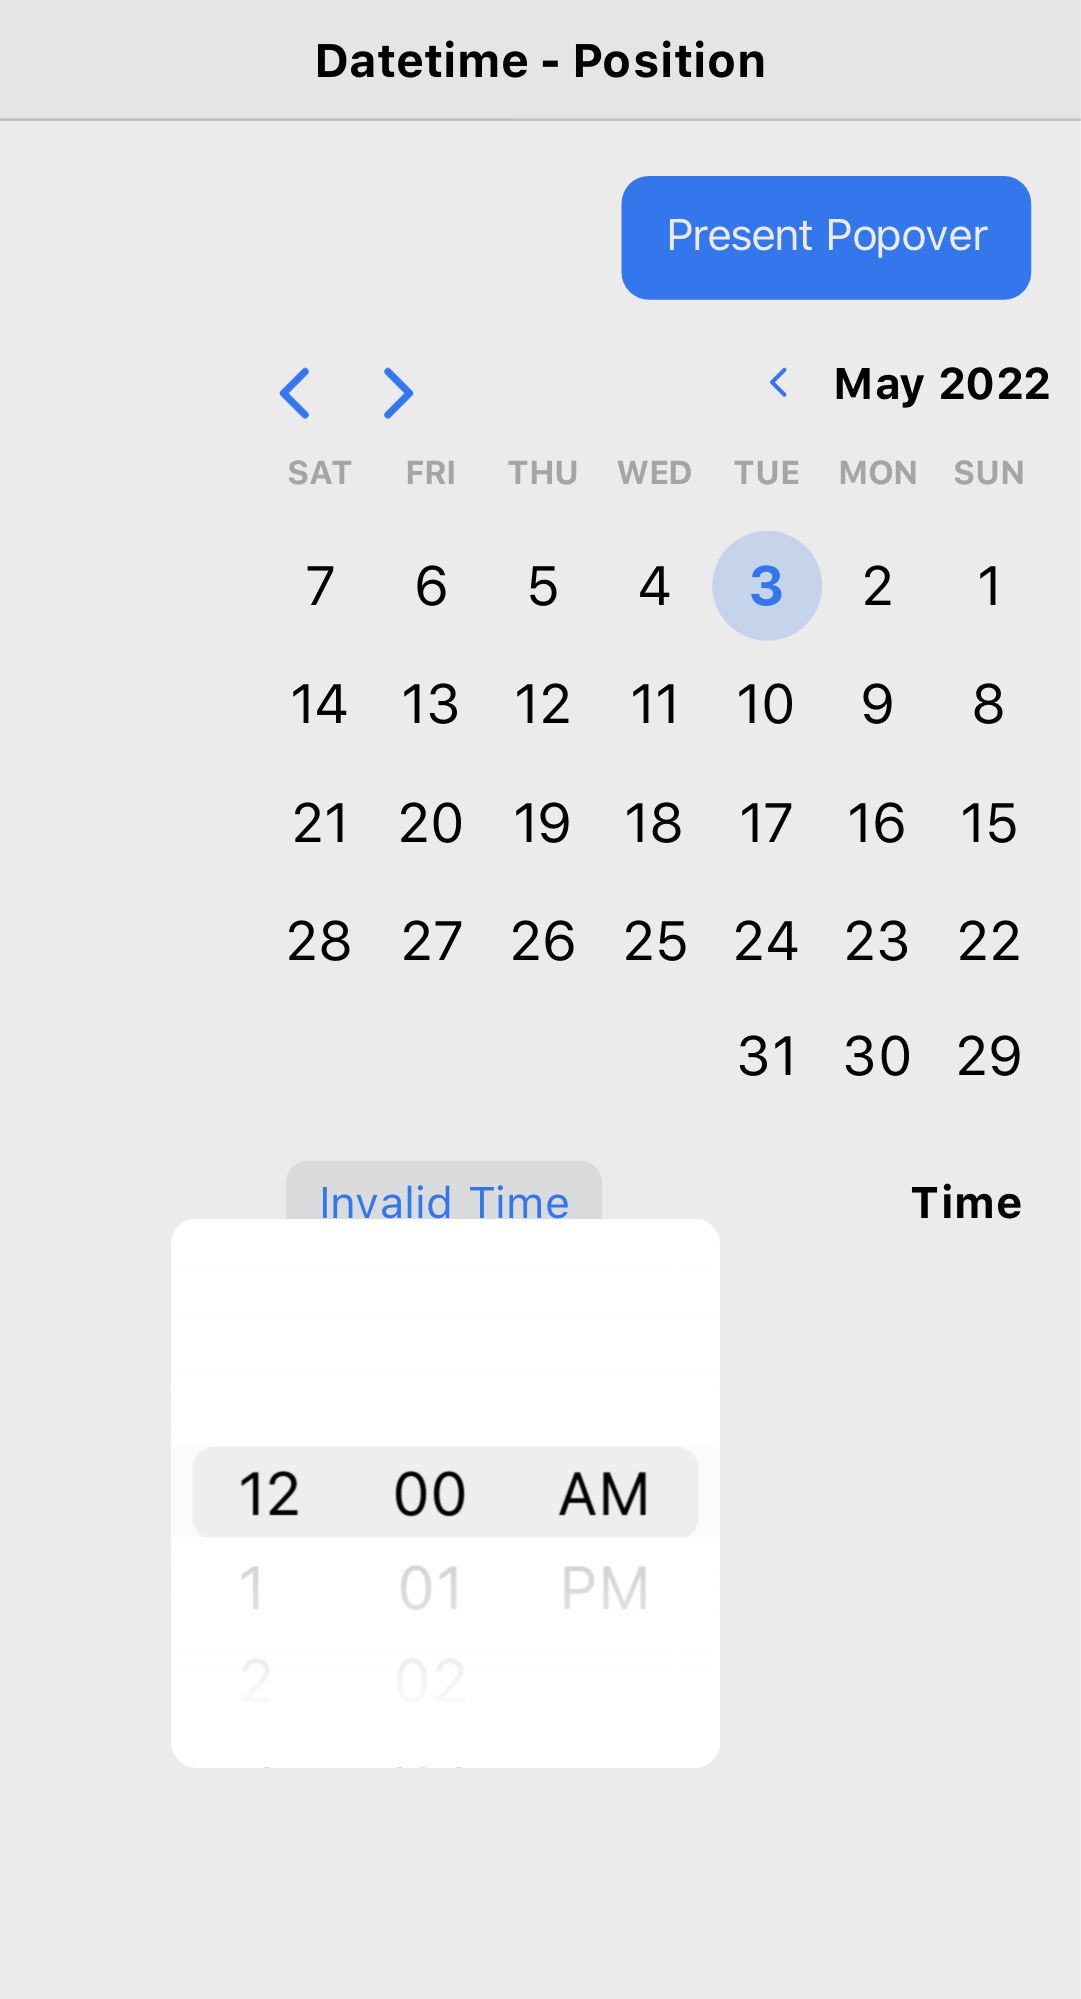 Datetime - Position
Present Popover
May 2022
SAT FRI THU WED TUE MON SUN
7 6 5 4 3 2 1
14 13 12 11 10 9 8
21 20 19 18 17 16 15
28 27 26 25 24 23 22
31 30 29
Invalid Time Time
12 00 AM
1 01 PM
2 02